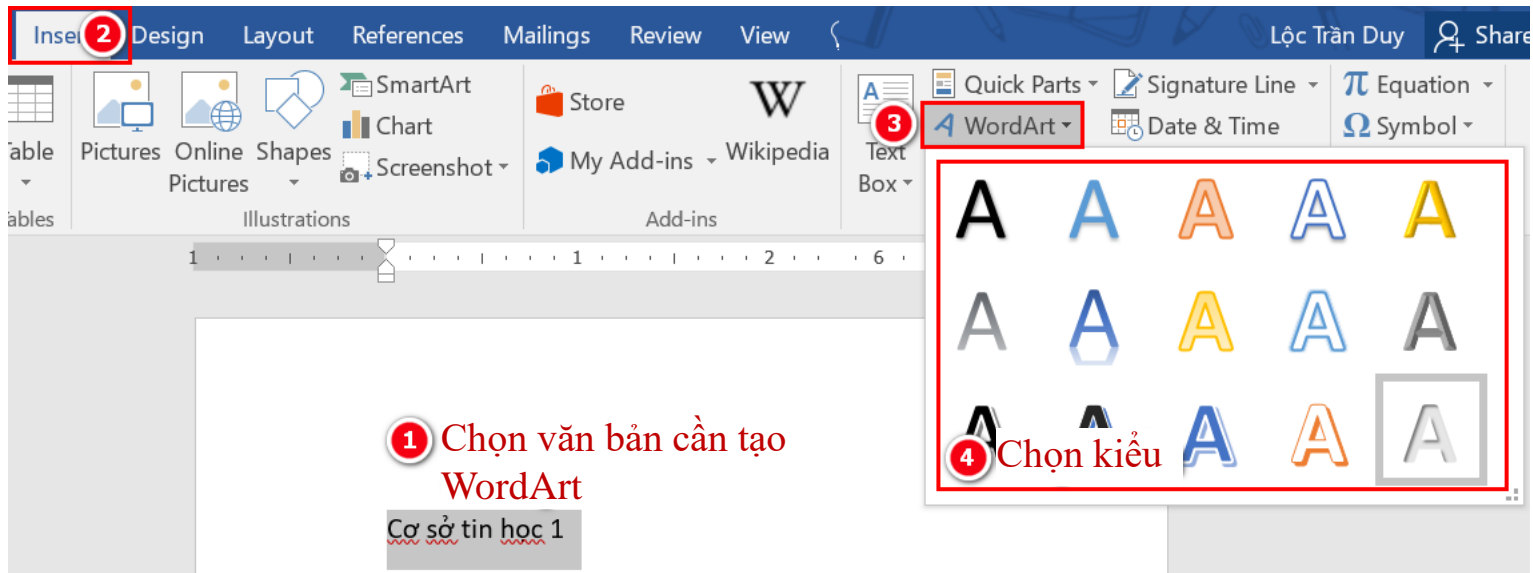 Inse 2 Design Layout References Mailings Review View Lộc Trần Duy Share
SmartArt
Chart
Screenshot
Table
Pictures
Online
Pictures
Shapes
Tables
Illustrations
Store
My Add-ins
W
Wikipedia
Add-ins
A
Text
Box
Quick Parts
3 A WordArt
Signature Line
Date & Time
π Equation
Ω Symbol
A A A A A
A A A A A
A A A A A
4 Chọn kiểu
1 1 2 6
1 Chọn văn bản cần tạo
WordArt
Cơ sở tin học 1